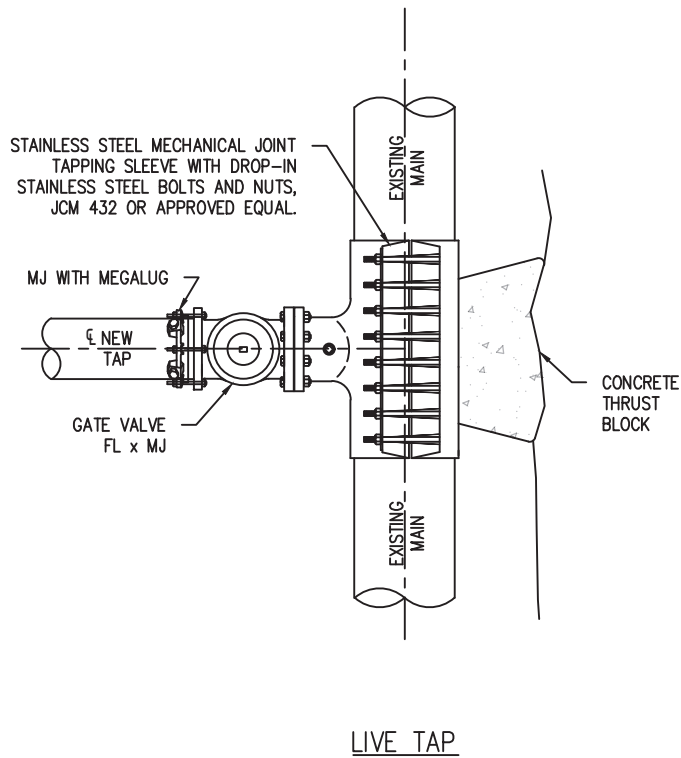 STAINLESS STEEL MECHANICAL JOINT
TAPPING SLEEVE WITH DROP-IN
STAINLESS STEEL BOLTS AND NUTS,
JCM 432 OR APPROVED EQUAL.
EXISTING
MAIN
MJ WITH MEGALUG
℄ NEW
TAP
GATE VALVE
FL x MJ
CONCRETE
THRUST
BLOCK
EXISTING
MAIN
LIVE TAP